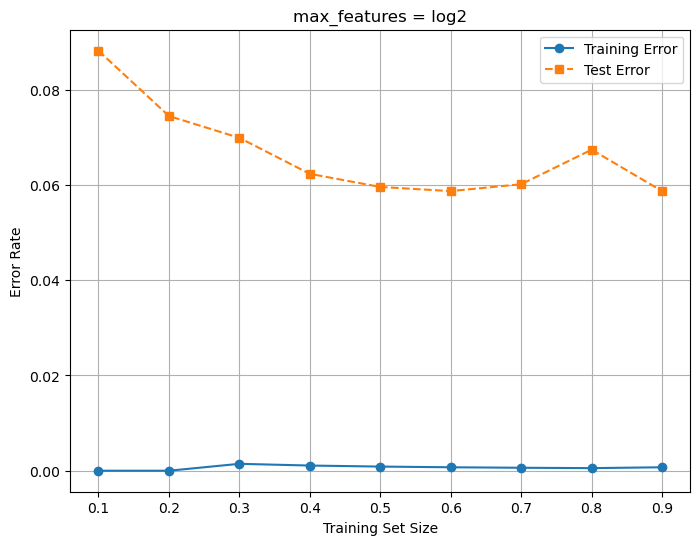 max_features = log2
Training Error
Test Error
Error Rate
0.08
0.06
0.04
0.02
0.00
0.1 0.2 0.3 0.4 0.5 0.6 0.7 0.8 0.9
Training Set Size